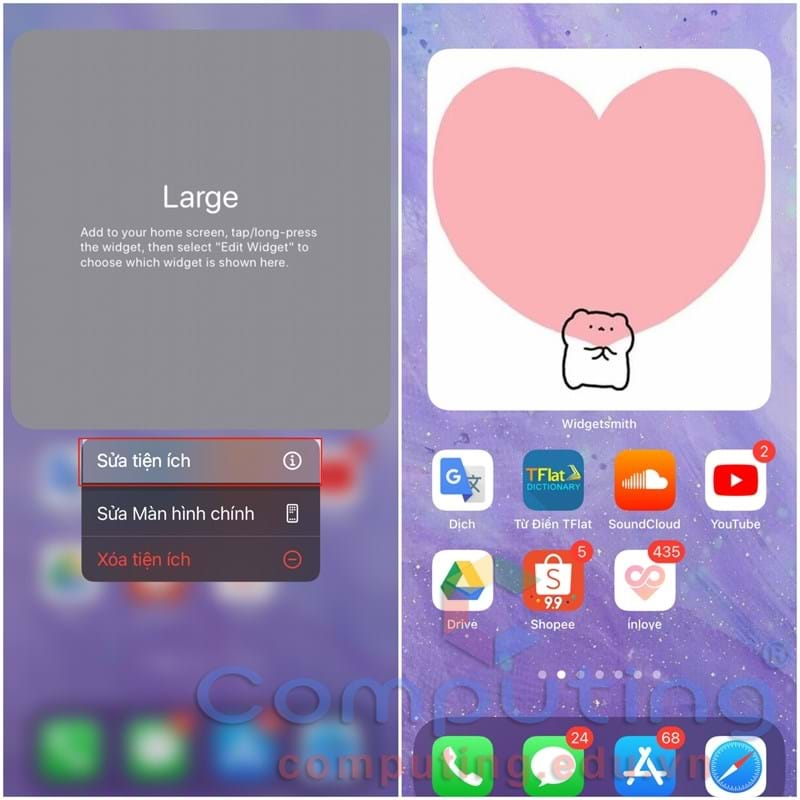 Large
Add to your home screen, tap/long-press
the widget, then select "Edit Widget" to
choose which widget is shown here.
Sửa tiện ích
Sửa Màn hình chính
Xóa tiện ích
Widgetsmith
TFlat
DICTIONARY
2
Dịch
Từ Điển TFlat
SoundCloud
YouTube
5
435
S
9.9
Drive
Shopee
inlove
Computing®
computing.edu.vn
24
68